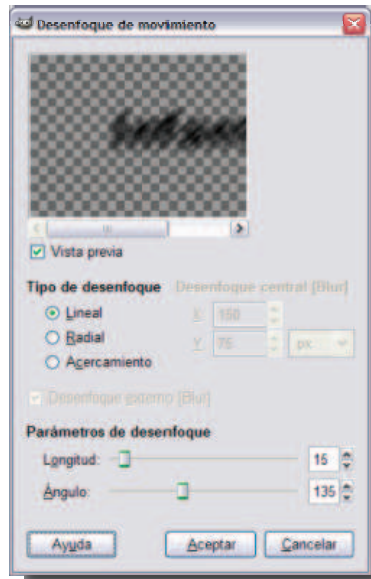 Desenfoque de movimiento
Vista previa
Tipo de desenfoque Desenfoque central [Blur]
Lineal X: 150
Radial Y: 75 px
Acercamiento
Desenfoque externo [Blur]
Parámetros de desenfoque
Longitud: 15
Ángulo: 135
Ayuda Aceptar Cancelar